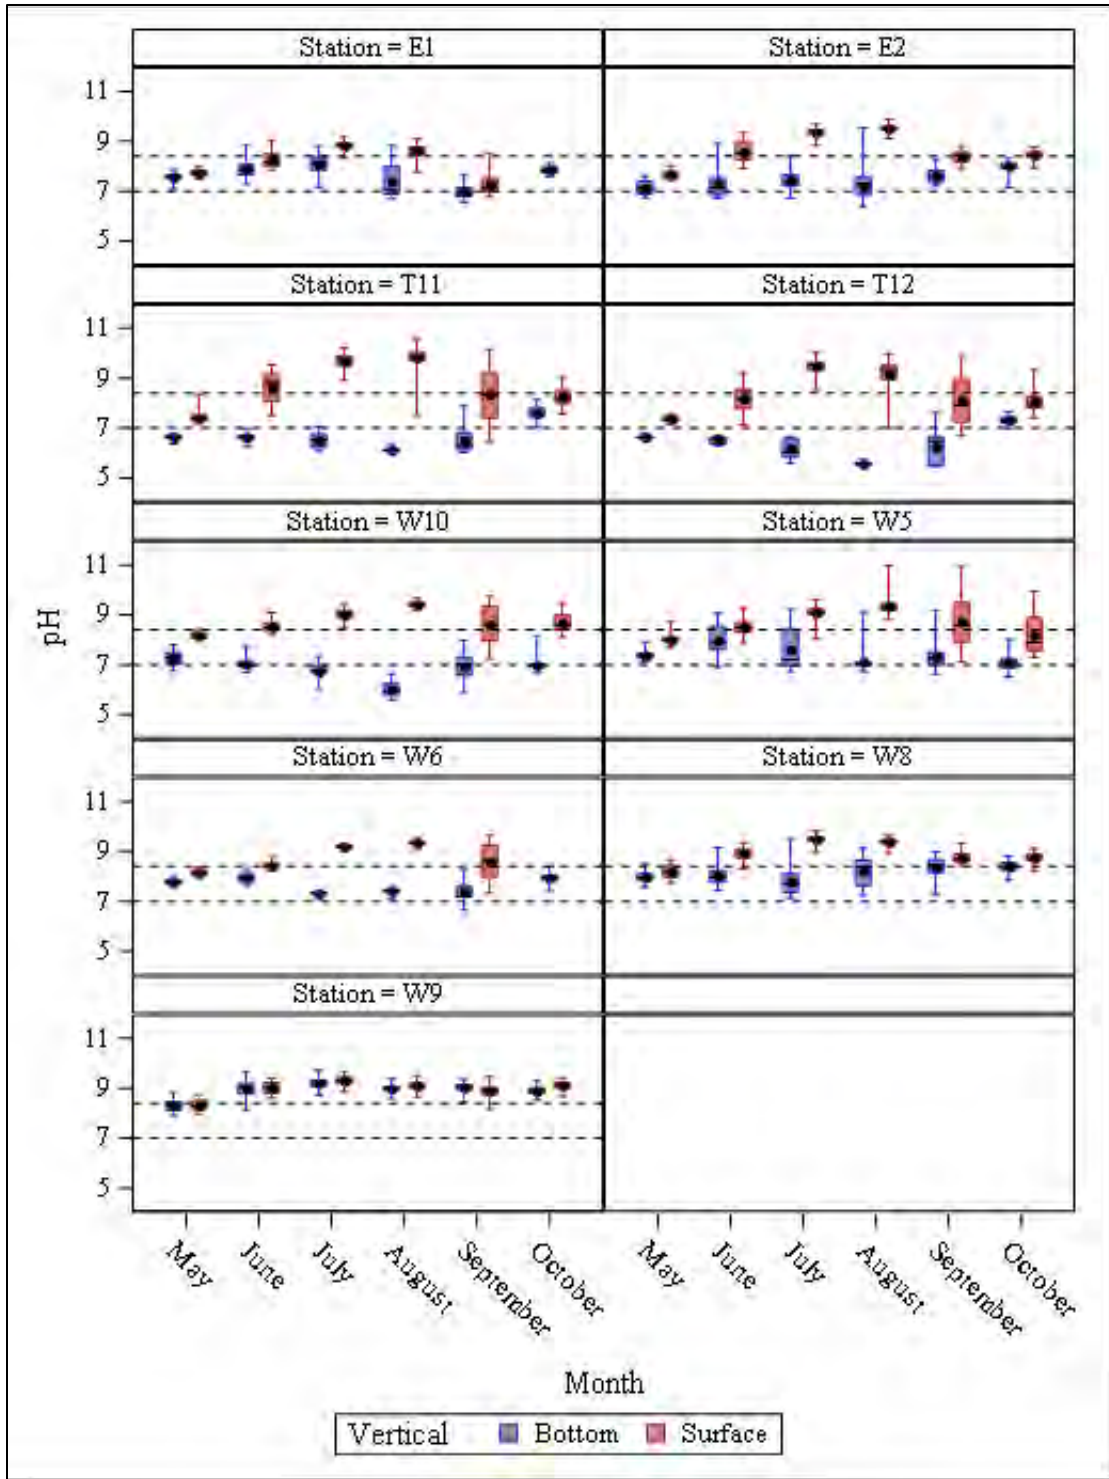 Station = E1
Station = E2
11
9
7
5
Station = T11
Station = T12
11
9
7
5
Station = W10
Station = W5
11
9
7
5
pH
Station = W6
Station = W8
11
9
7
5
Station = W9
11
9
7
5
May
June
July
August
September
October
May
June
July
August
September
October
Month
Vertical Bottom Surface